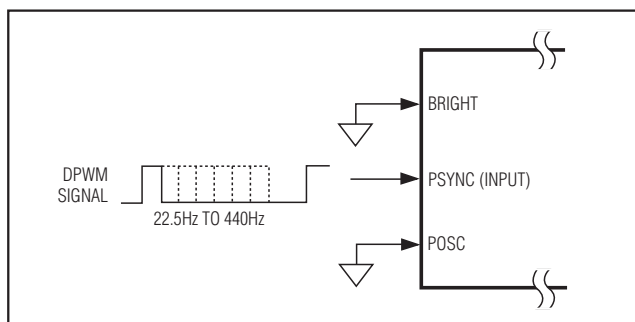 BRIGHT
DPWM
SIGNAL
PSYNC (INPUT)
22.5Hz TO 440Hz
POSC